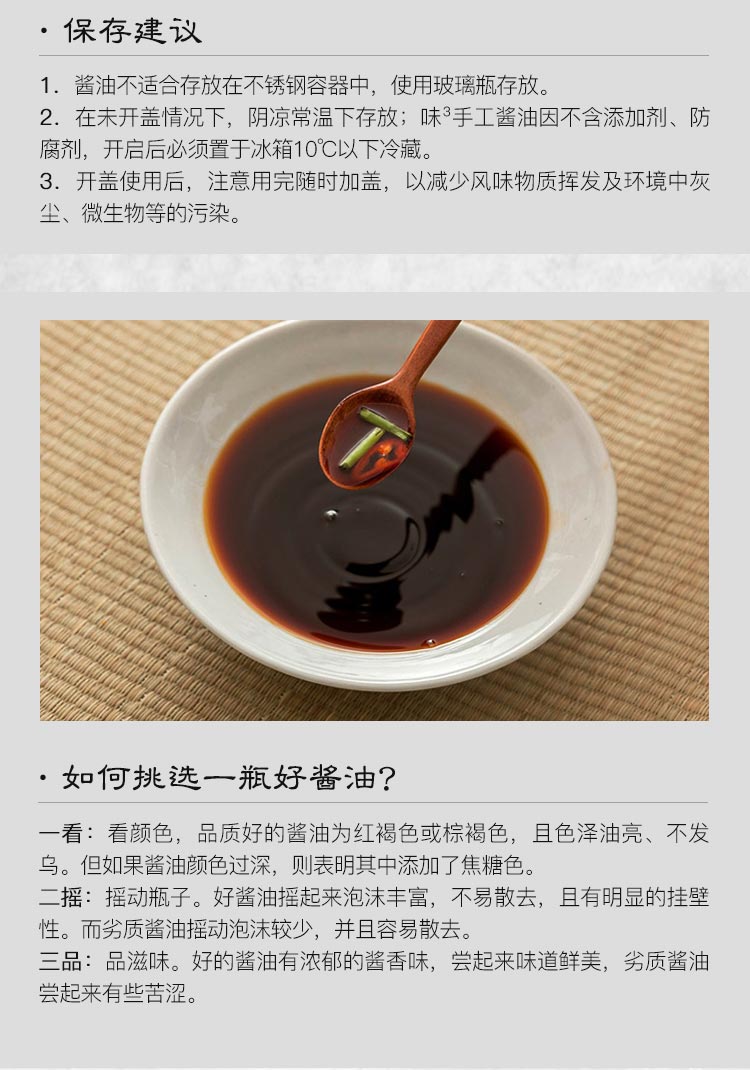 · 保存建议
1. 酱油不适合存放在不锈钢容器中，使用玻璃瓶存放。
2. 在未开盖情况下，阴凉常温下存放；味³手工酱油因不含添加剂、防
腐剂，开启后必须置于冰箱10℃以下冷藏。
3. 开盖使用后，注意用完随时加盖，以减少风味物质挥发及环境中灰
尘、微生物等的污染。
· 如何挑选一瓶好酱油?
一看：看颜色，品质好的酱油为红褐色或棕褐色，且色泽油亮、不发
乌。但如果酱油颜色过深，则表明其中添加了焦糖色。
二摇：摇动瓶子。好酱油摇起来泡沫丰富，不易散去，且有明显的挂壁
性。而劣质酱油摇动泡沫较少，并且容易散去。
三品：品滋味。好的酱油有浓郁的酱香味，尝起来味道鲜美，劣质酱油
尝起来有些苦涩。